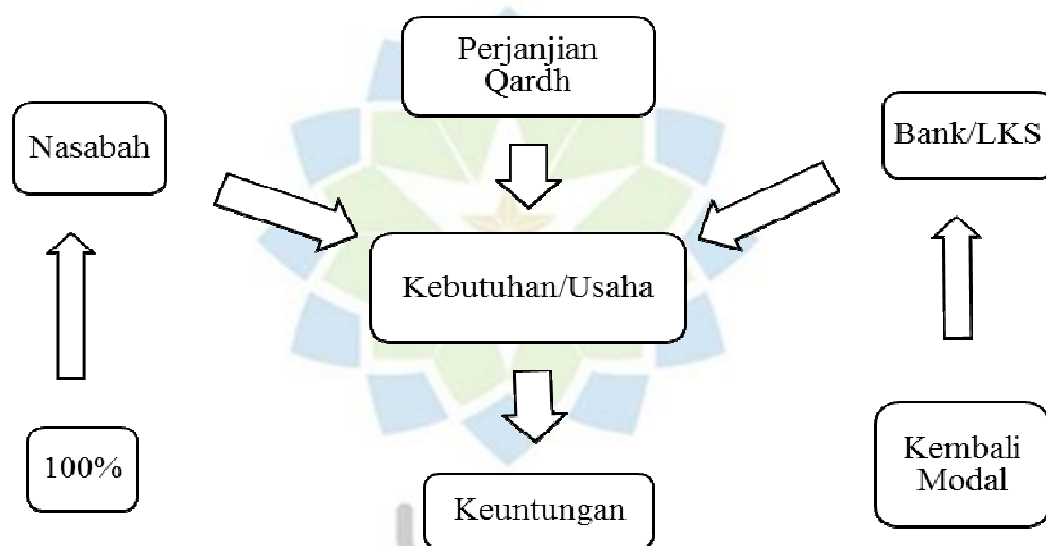 Perjanjian
Qardh
Nasabah
Bank/LKS
Kebutuhan/Usaha
100%
Kembali
Modal
Keuntungan